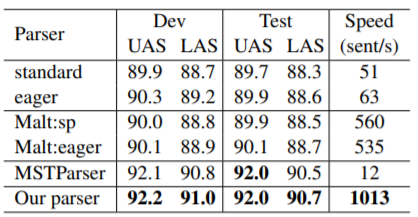 Parser Dev Test Speed
UAS LAS UAS LAS (sent/s)
standard 89.9 88.7 89.7 88.3 51
eager 90.3 89.2 89.9 88.6 63
Malt:sp 90.0 88.8 89.9 88.5 560
Malt:eager 90.1 88.9 90.1 88.7 535
MSTParser 92.1 90.8 92.0 90.5 12
Our parser 92.2 91.0 92.0 90.7 1013